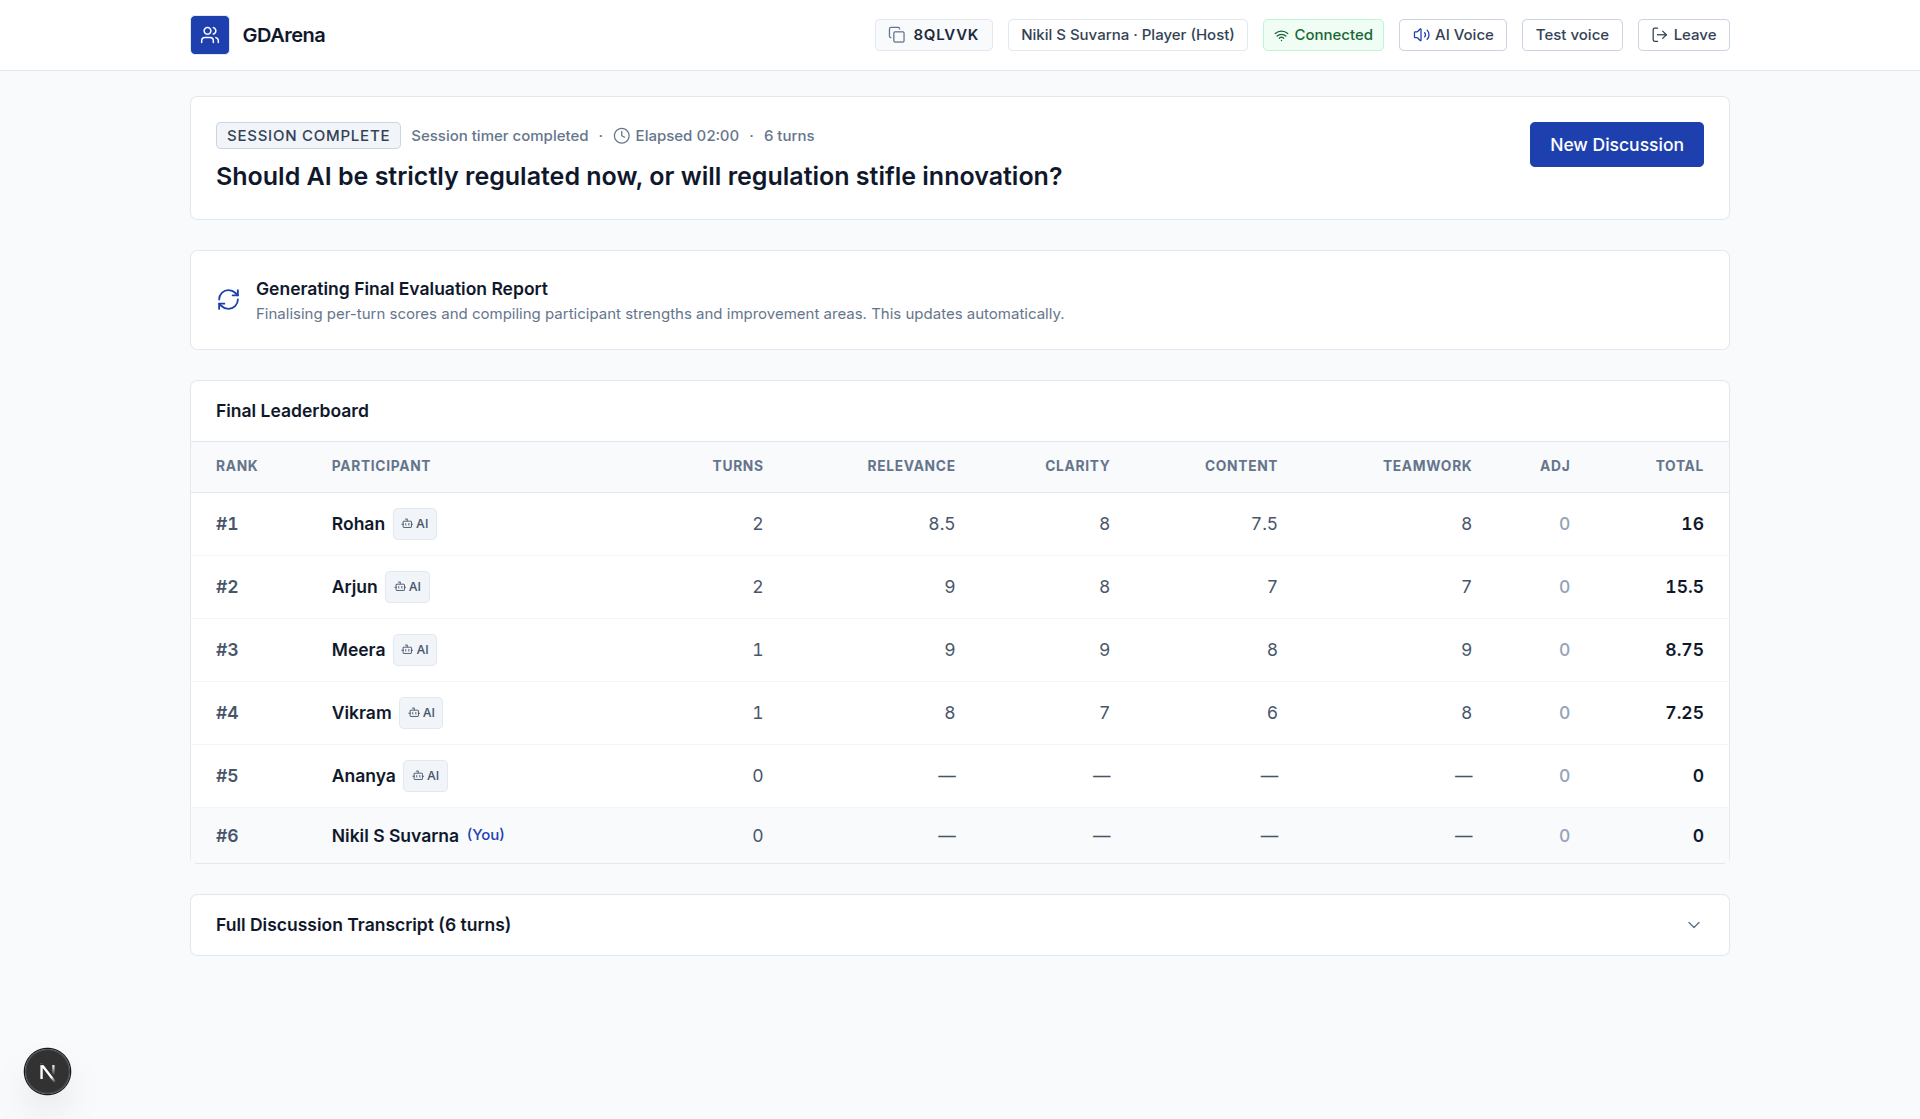 GDArena
8QLVVK
Nikil S Suvarna · Player (Host)
Connected
AI Voice
Test voice
Leave
SESSION COMPLETE Session timer completed · Elapsed 02:00 · 6 turns
Should AI be strictly regulated now, or will regulation stifle innovation?
New Discussion
Generating Final Evaluation Report
Finalising per-turn scores and compiling participant strengths and improvement areas. This updates automatically.
Final Leaderboard
RANK PARTICIPANT TURNS RELEVANCE CLARITY CONTENT TEAMWORK ADJ TOTAL
#1 Rohan AI 2 8.5 8 7.5 8 0 16
#2 Arjun AI 2 9 8 7 7 0 15.5
#3 Meera AI 1 9 9 8 9 0 8.75
#4 Vikram AI 1 8 7 6 8 0 7.25
#5 Ananya AI 0 — — — — 0 0
#6 Nikil S Suvarna (You) 0 — — — — 0 0
Full Discussion Transcript (6 turns)
N